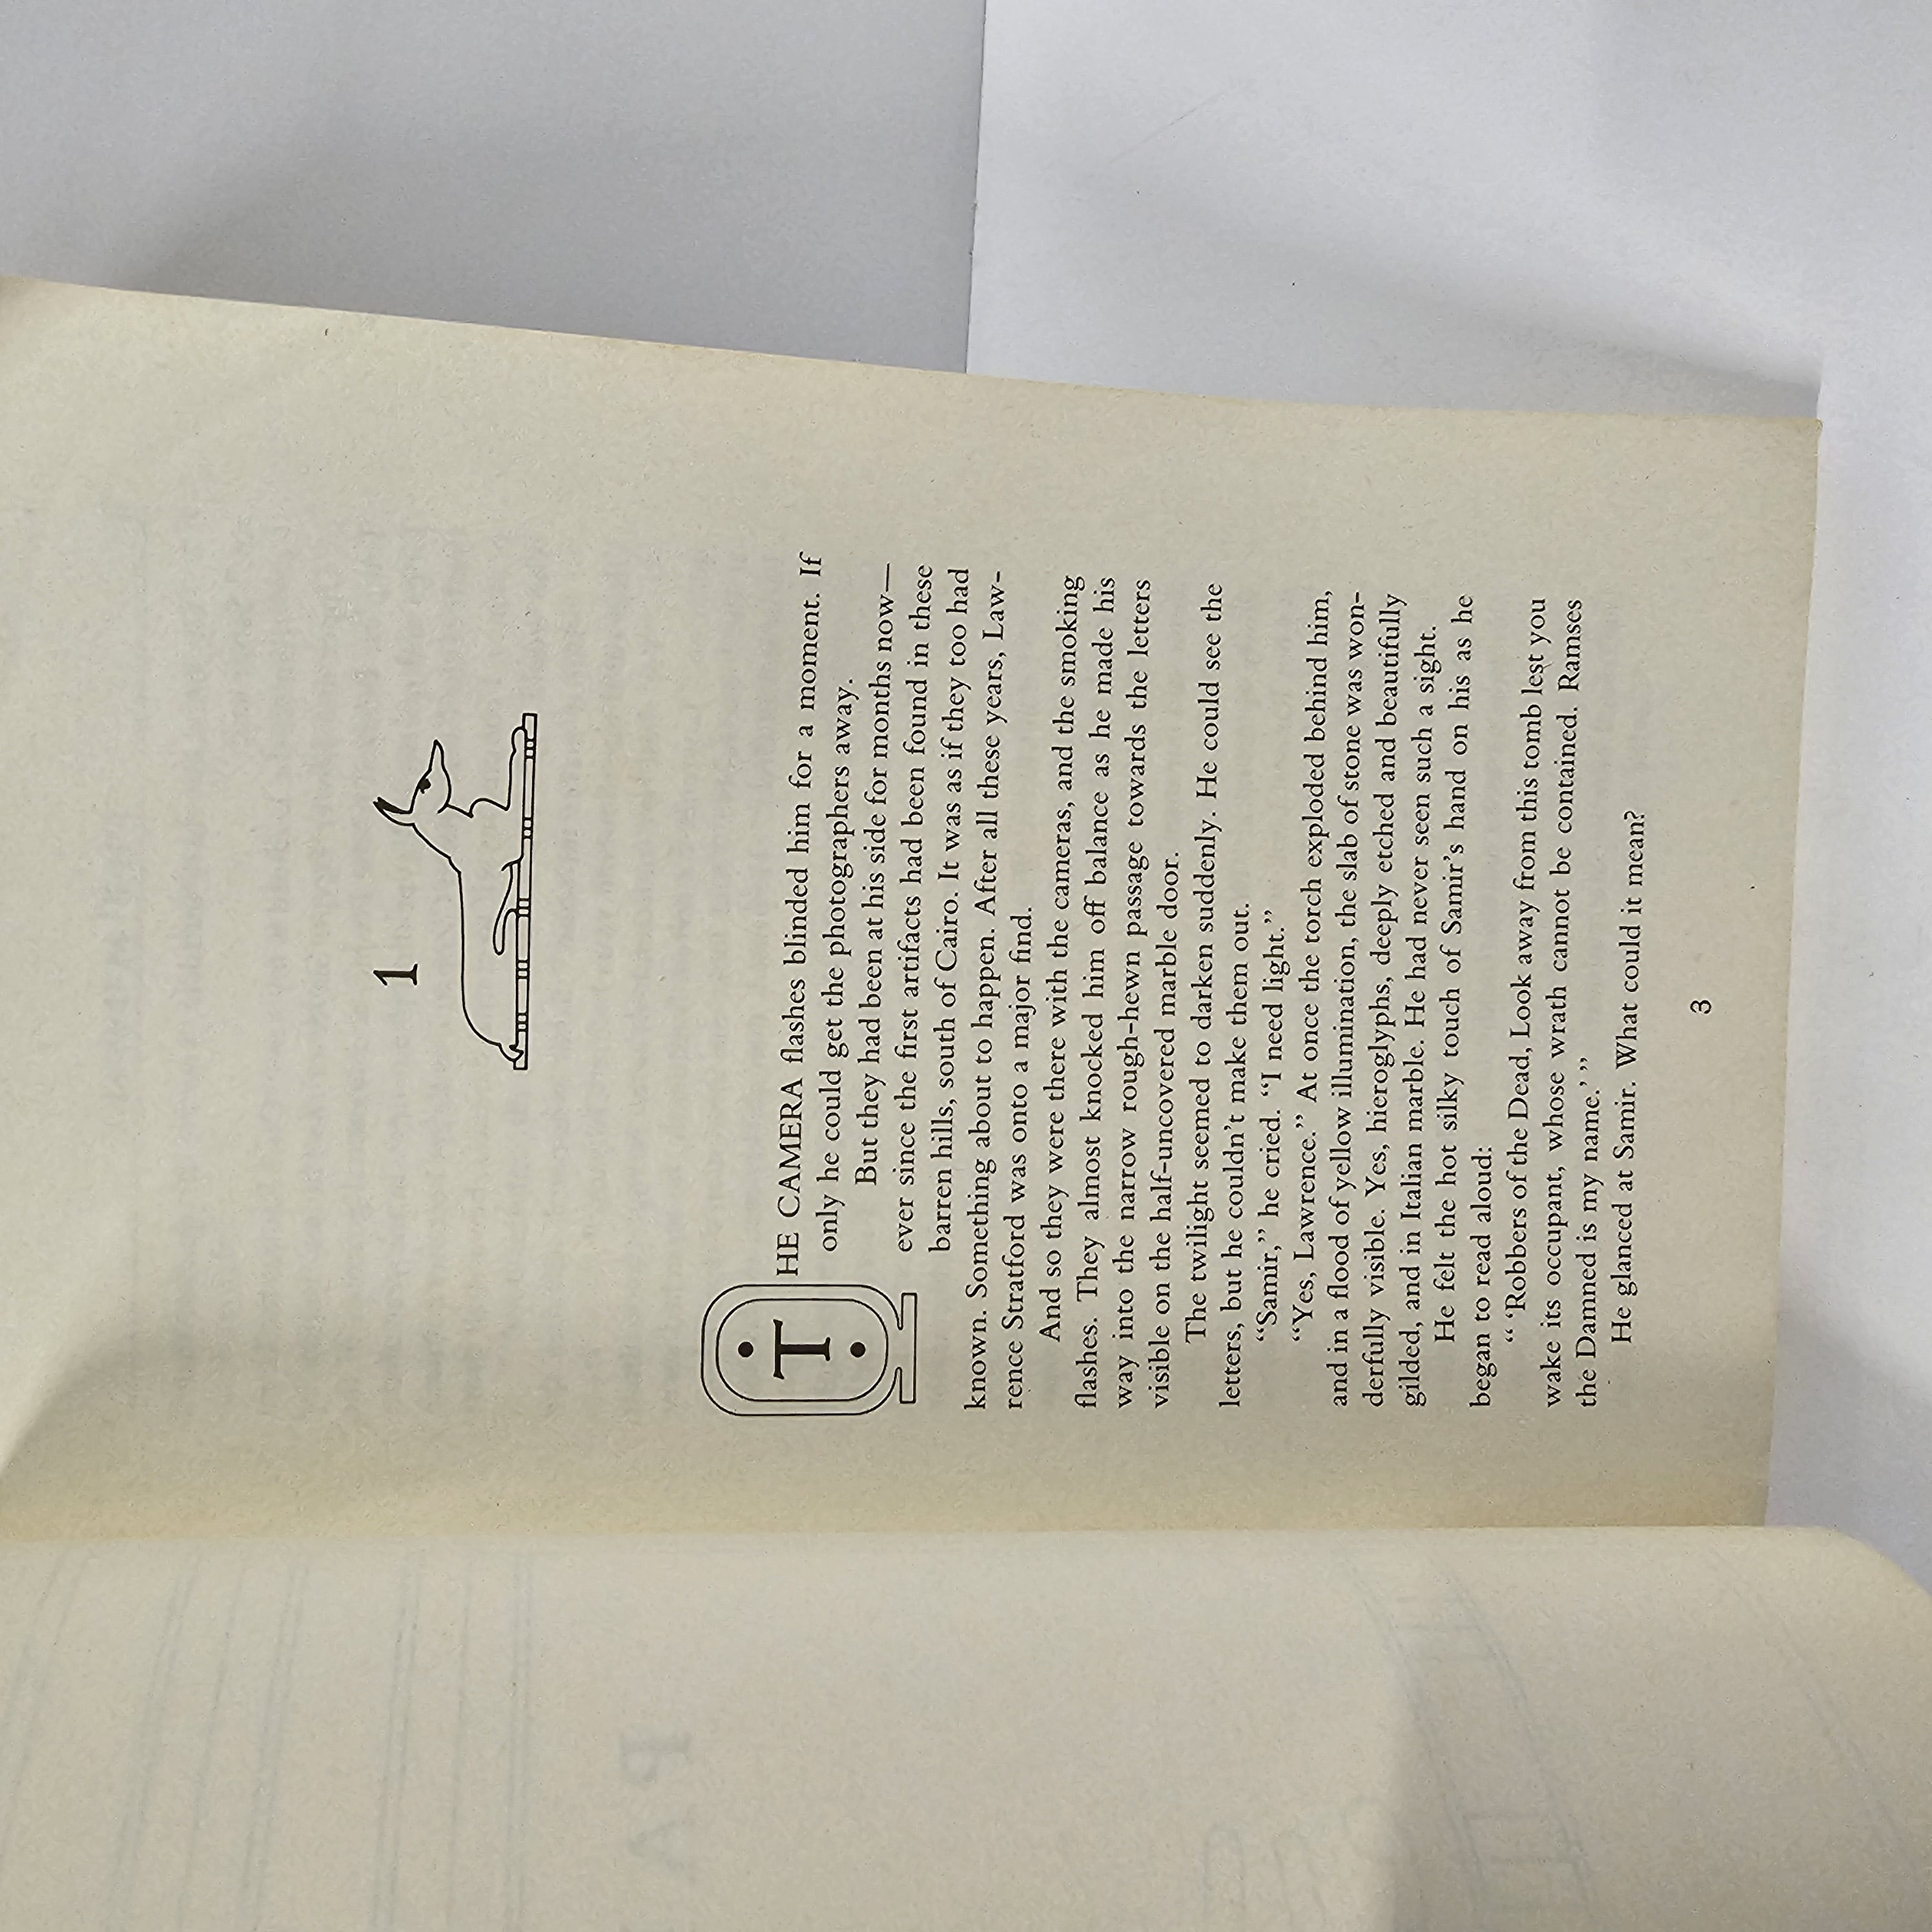 1
THE CAMERA flashes blinded him for a moment. If
only he could get the photographers away.
But they had been at his side for months now—
ever since the first artifacts had been found in these
barren hills, south of Cairo. It was as if they too had
known. Something about to happen. After all these years, Law-
rence Stratford was onto a major find.
And so they were there with the cameras, and the smoking
flashes. They almost knocked him off balance as he made his
way into the narrow rough-hewn passage towards the letters
visible on the half-uncovered marble door.
The twilight seemed to darken suddenly. He could see the
letters, but he couldn't make them out.
“Samir,” he cried. “I need light.”
“Yes, Lawrence.” At once the torch exploded behind him,
and in a flood of yellow illumination, the slab of stone was won-
derfully visible. Yes, hieroglyphs, deeply etched and beautifully
gilded, and in Italian marble. He had never seen such a sight.
He felt the hot silky touch of Samir's hand on his as he
began to read aloud:
“ ‘Robbers of the Dead, Look away from this tomb lest you
wake its occupant, whose wrath cannot be contained. Ramses
the Damned is my name.’ ”
He glanced at Samir. What could it mean?
3